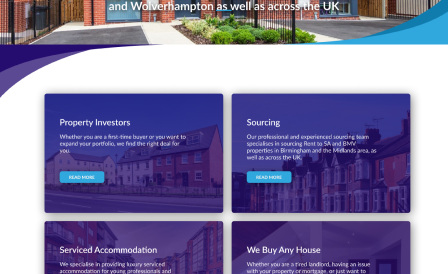 and Wolverhampton as well as across the UK
Property Investors
Whether you are a first-time buyer or you want to
expand your portfolio, we find the right deal for
you.
READ MORE
Sourcing
Our professional and experienced sourcing team
specialises in sourcing Rent to SA and BMV
properties in Birmingham and the Midlands area, as
well as across the UK.
READ MORE
Serviced Accommodation
We specialise in providing luxury serviced
accommodation for young professionals and
We Buy Any House
Whether you are a tired landlord, having an issue
with your property or mortgage, or just want to